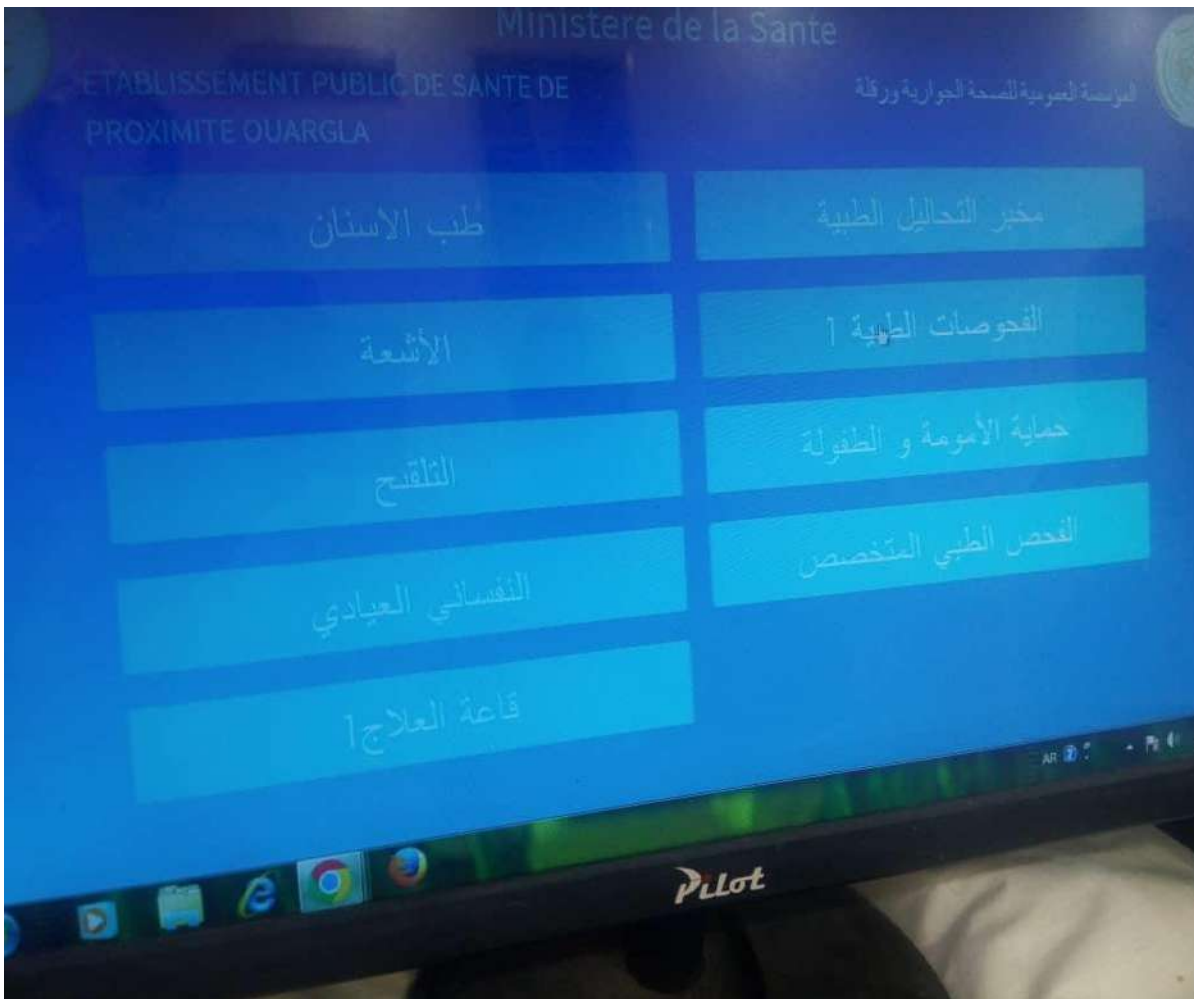 Ministere de la Sante
ETABLISSEMENT PUBLIC DE SANTE DE
PROXIMITE OUARGLA
المؤسسة العمومية للصحة الجوارية ورقلة
مخبر التحاليل الطبية
طب الاسنان
الفحوصات الطبية 1
الأشعة
حماية الأمومة و الطفولة
التلقيح
الفحص الطبي المتخصص
النفساني العيادي
قاعة العلاج1
AR
Pilot